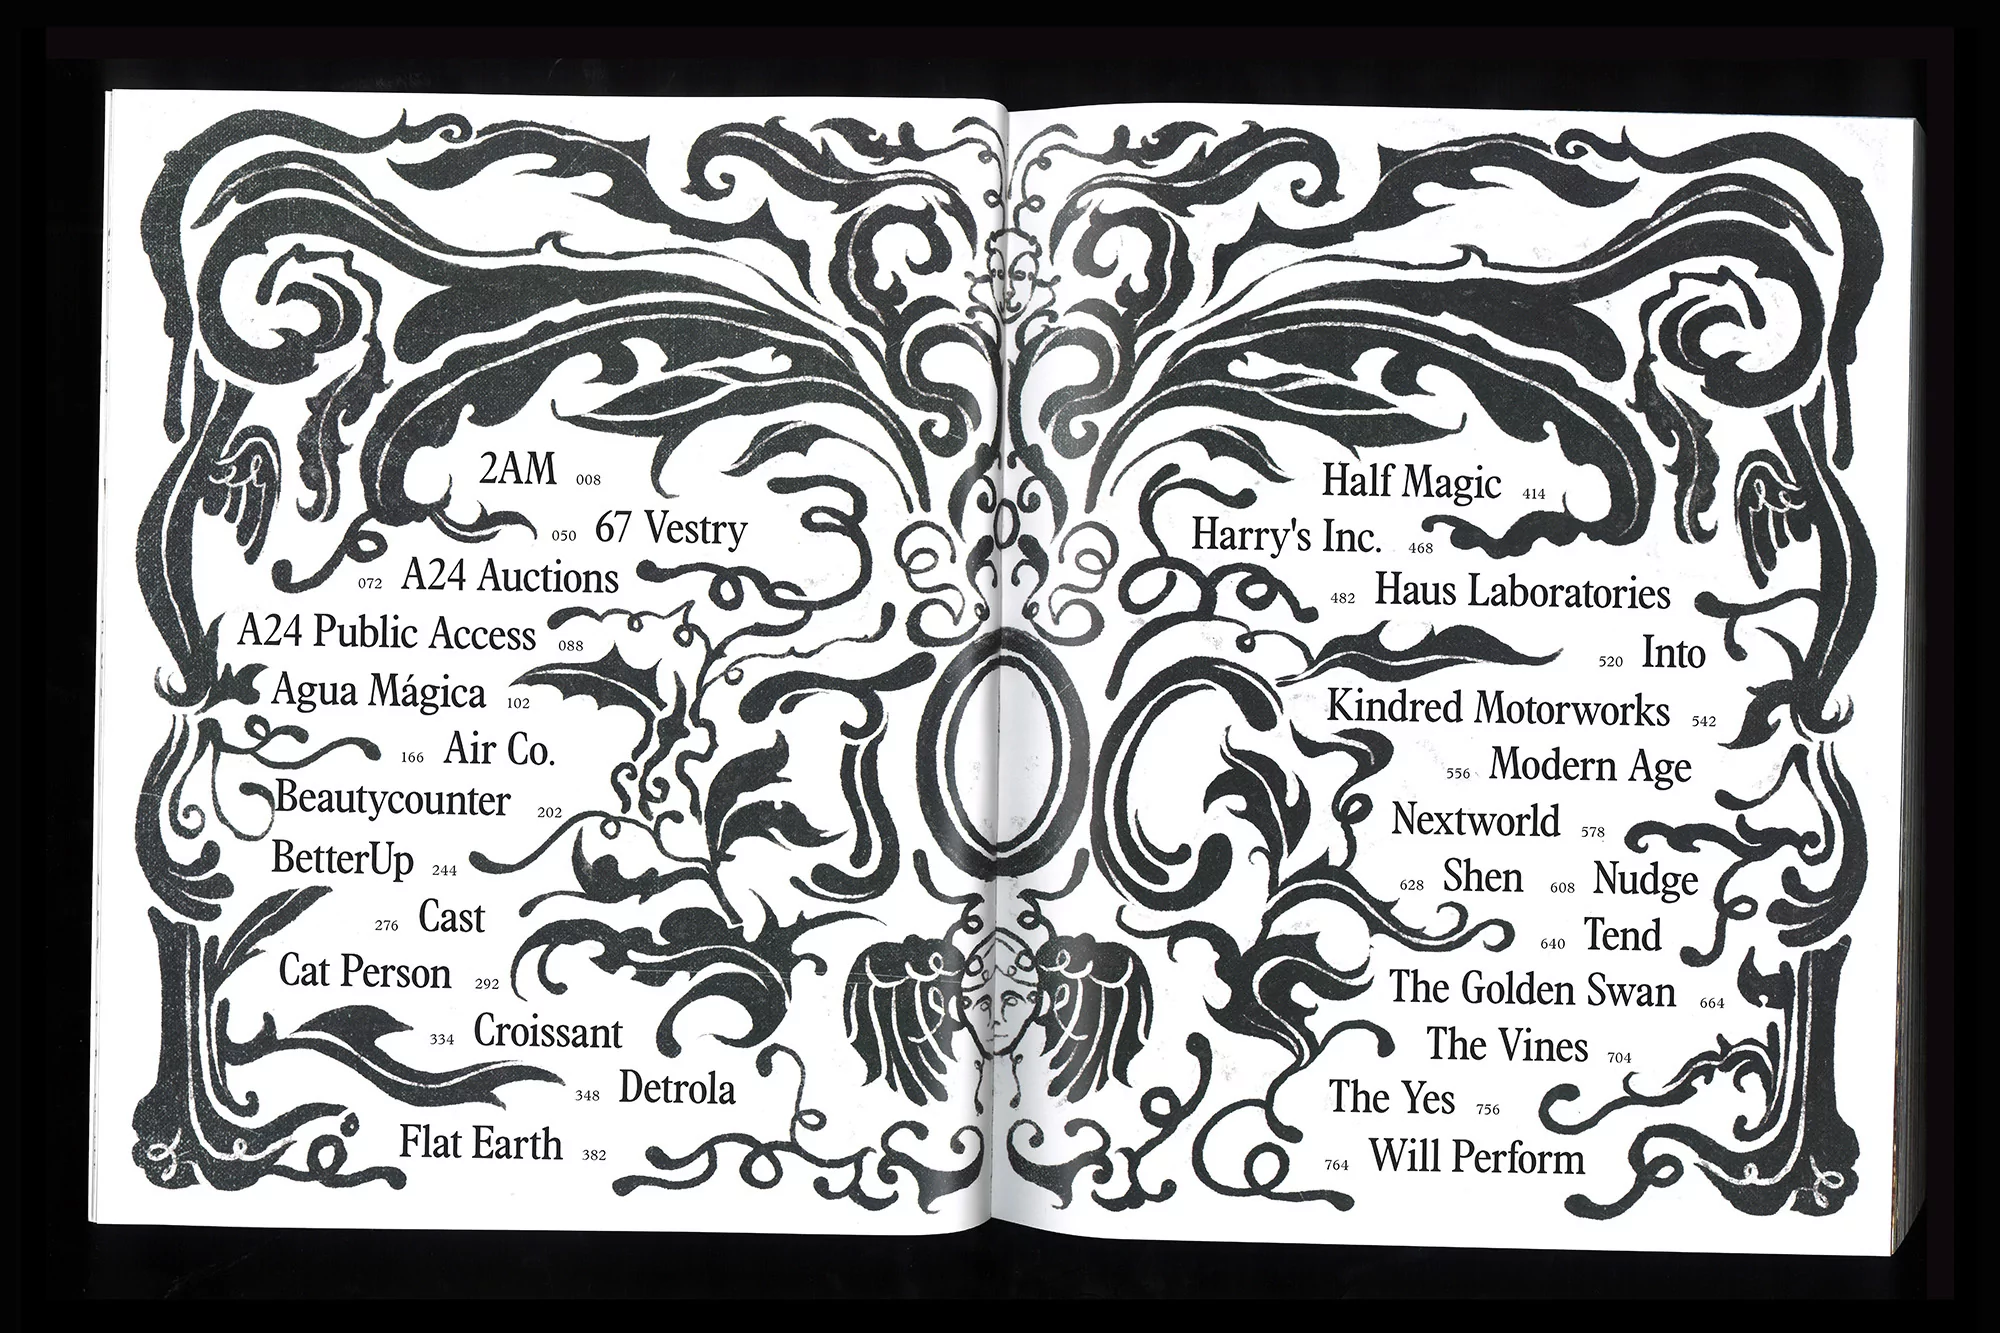 2AM 008
050 67 Vestry
072 A24 Auctions
A24 Public Access 088
Agua Mágica 102
166 Air Co.
Beautycounter 202
BetterUp 244
276 Cast
Cat Person 292
334 Croissant
348 Detrola
Flat Earth 382
Half Magic 414
Harry's Inc. 468
482 Haus Laboratories
520 Into
Kindred Motorworks 542
556 Modern Age
Nextworld 578
628 Shen 608 Nudge
640 Tend
The Golden Swan 664
The Vines 704
The Yes 756
764 Will Perform